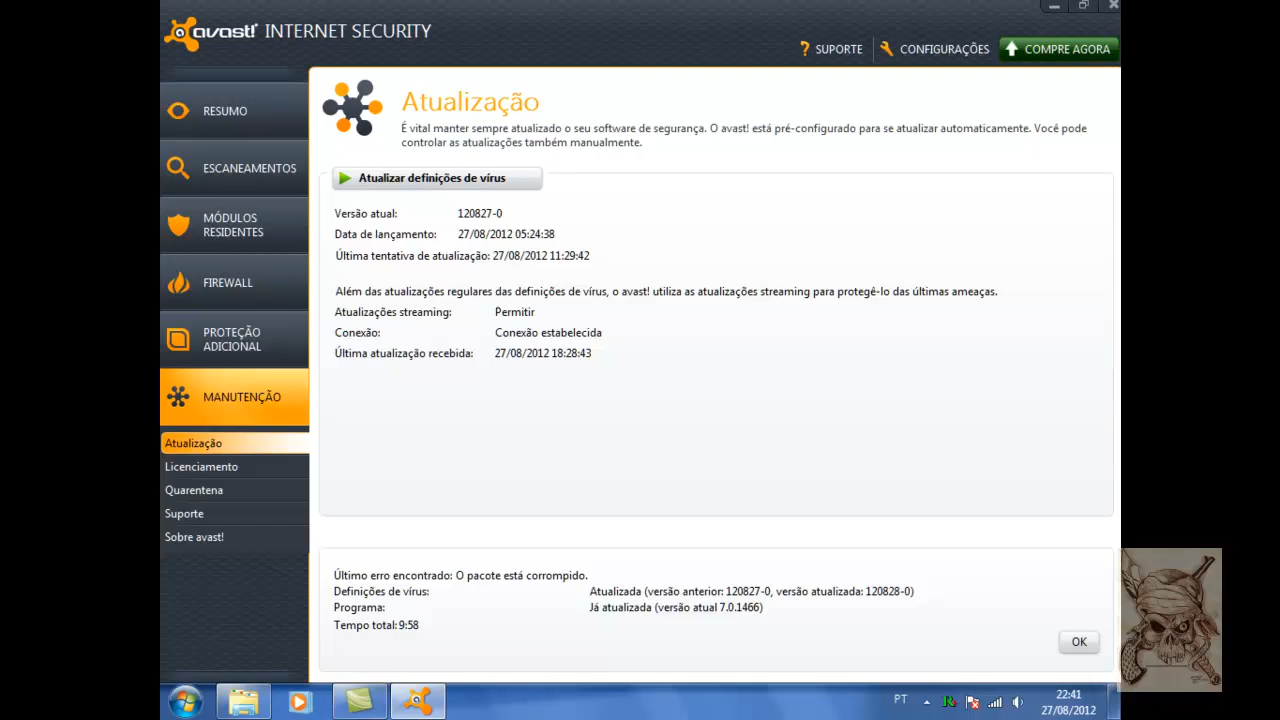 avast! INTERNET SECURITY
SUPORTE
CONFIGURAÇÕES
COMPRE AGORA
RESUMO
ESCANEAMENTOS
MÓDULOS
RESIDENTES
FIREWALL
PROTEÇÃO
ADICIONAL
MANUTENÇÃO
Atualização
Licenciamento
Quarentena
Suporte
Sobre avast!
Atualização
É vital manter sempre atualizado o seu software de segurança. O avast! está pré-configurado para se atualizar automaticamente. Você pode
controlar as atualizações também manualmente.
Atualizar definições de vírus
Versão atual: 120827-0
Data de lançamento: 27/08/2012 05:24:38
Última tentativa de atualização: 27/08/2012 11:29:42
Além das atualizações regulares das definições de vírus, o avast! utiliza as atualizações streaming para protegê-lo das últimas ameaças.
Atualizações streaming: Permitir
Conexão: Conexão estabelecida
Última atualização recebida: 27/08/2012 18:28:43
Último erro encontrado: O pacote está corrompido.
Definições de vírus: Atualizada (versão anterior: 120827-0, versão atualizada: 120828-0)
Programa: Já atualizada (versão atual 7.0.1466)
Tempo total: 9:58
OK
PT
22:41
27/08/2012